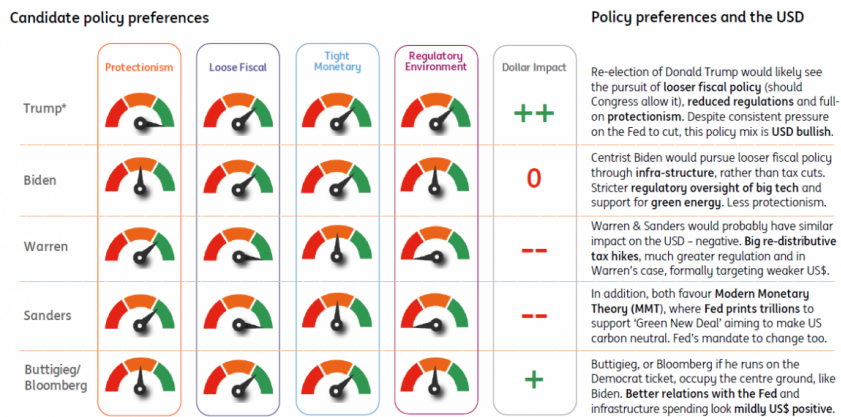 Candidate policy preferences
Policy preferences and the USD
Protectionism
Loose Fiscal
Tight
Monetary
Regulatory
Environment
Dollar Impact
Trump*
++
Re-election of Donald Trump would likely see
the pursuit of looser fiscal policy (should
Congress allow it), reduced regulations and full-
on protectionism. Despite consistent pressure
on the Fed to cut, this policy mix is USD bullish.
Biden
0
Centrist Biden would pursue looser fiscal policy
through infra-structure, rather than tax cuts.
Stricter regulatory oversight of big tech and
support for green energy. Less protectionism.
Warren
--
Warren & Sanders would probably have similar
impact on the USD – negative. Big re-distributive
tax hikes, much greater regulation and in
Warren's case, formally targeting weaker US$.
Sanders
--
In addition, both favour Modern Monetary
Theory (MMT), where Fed prints trillions to
support 'Green New Deal' aiming to make US
carbon neutral. Fed's mandate to change too.
Buttigieg/
Bloomberg
+
Buttigieg, or Bloomberg if he runs on the
Democrat ticket, occupy the centre ground, like
Biden. Better relations with the Fed and
infrastructure spending look mildly US$ positive.